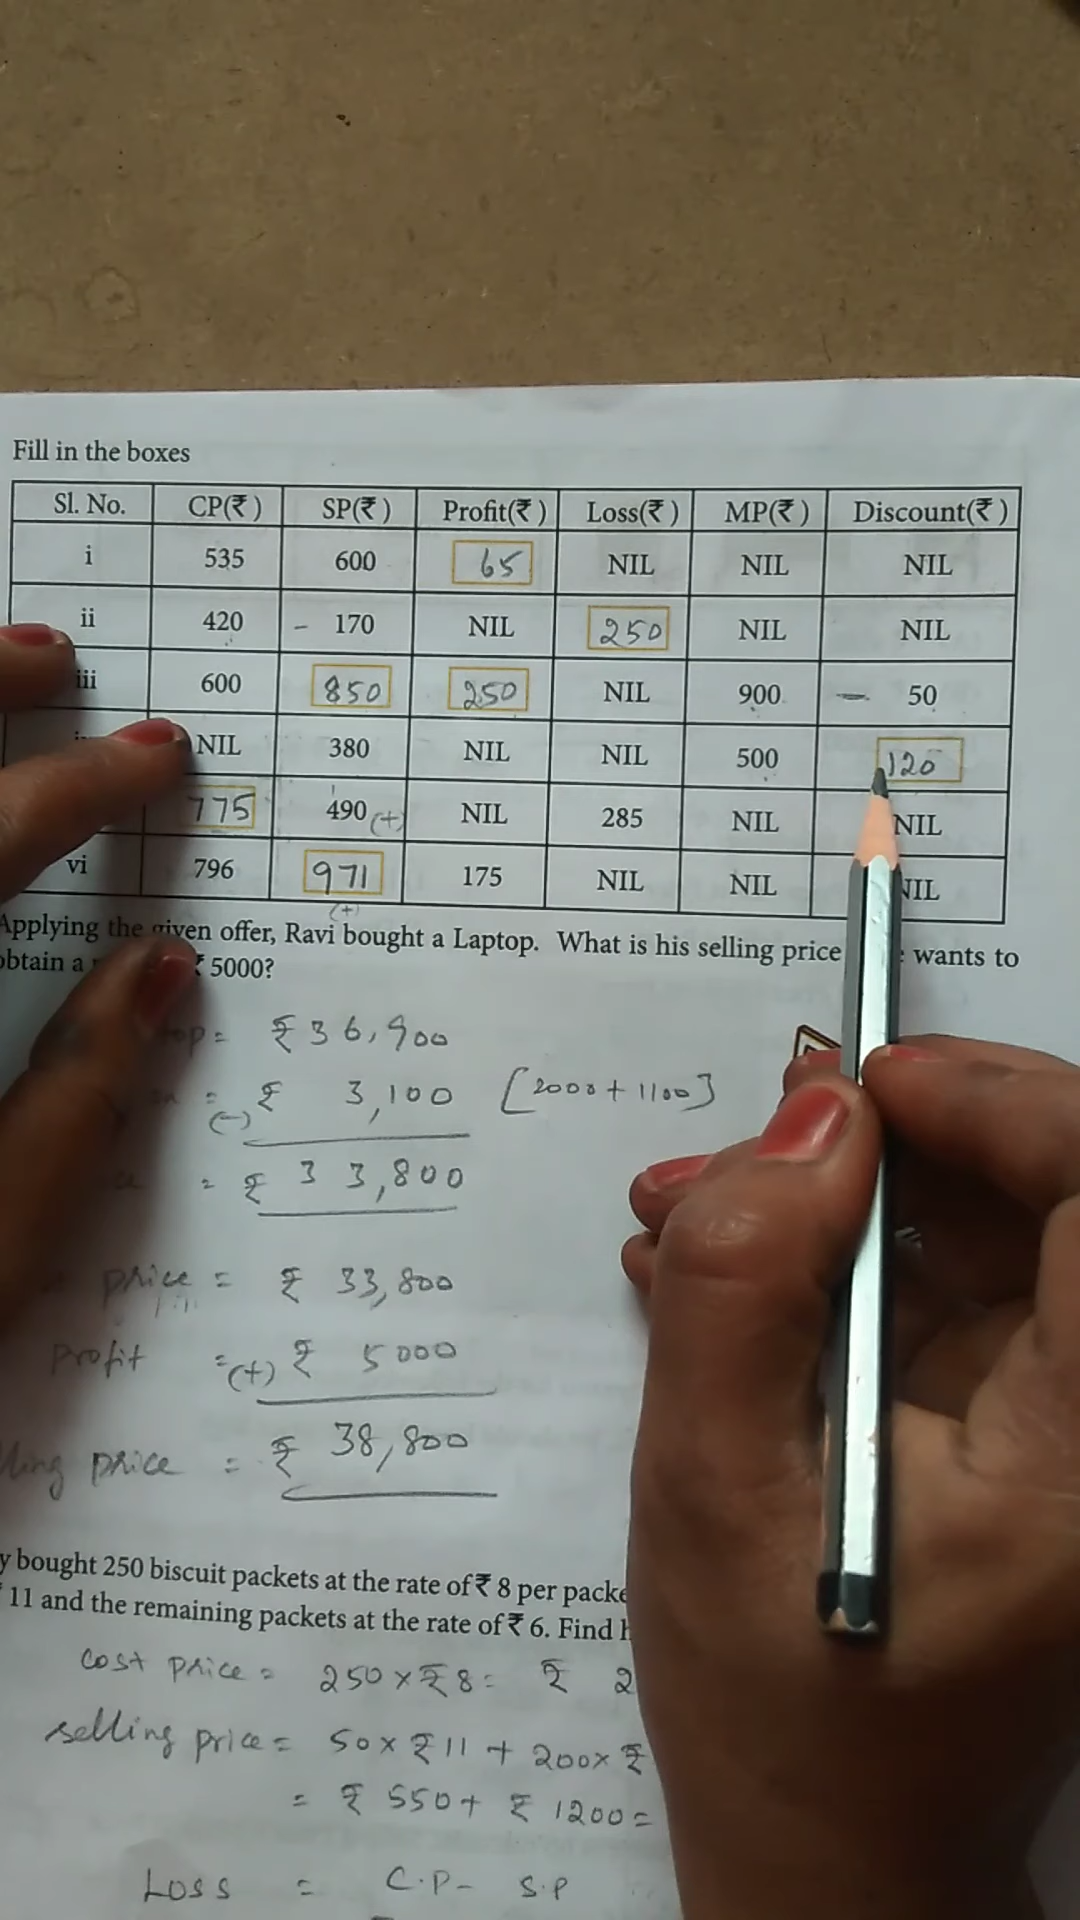 Fill in the boxes
Sl. No. CP(₹) SP(₹) Profit(₹) Loss(₹) MP(₹) Discount(₹)
i 535 600 65 NIL NIL NIL
ii 420 - 170 NIL 250 NIL NIL
iii 600 850 250 NIL 900 - 50
NIL 380 NIL NIL 500 120
775 490 (+) NIL 285 NIL NIL
vi 796 971 175 NIL NIL NIL
(+)
Applying the given offer, Ravi bought a Laptop. What is his selling price wants to
obtain a ₹ 5000?
= ₹ 36,900
= (-) ₹ 3,100 [2000 + 1100]
= ₹ 33,800
price = ₹ 33,800
Profit = (+) ₹ 5000
price = ₹ 38,800
bought 250 biscuit packets at the rate of ₹ 8 per
11 and the remaining packets at the rate of ₹ 6. Find
Cost price = 250 × ₹ 8 = ₹ 2
selling price = 50 × ₹ 11 + 200 × ₹
= ₹ 550 + ₹ 1200 =
Loss = C.P - S.P